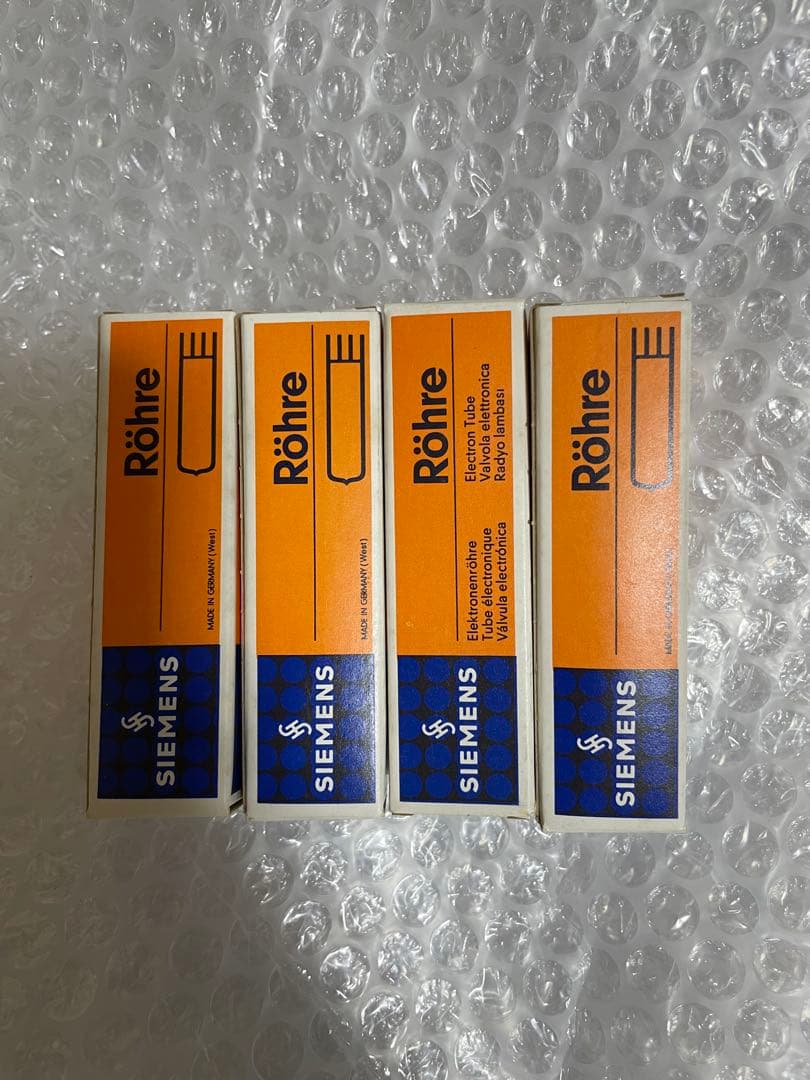 Röhre
MADE IN GERMANY (West)
SIEMENS
Röhre
MADE IN GERMANY (West)
SIEMENS
Röhre
Elektronenröhre
Tube électronique
Válvula electrónica
Electron Tube
Valvola elettronica
Radyo lambası
SIEMENS
Röhre
SIEMENS